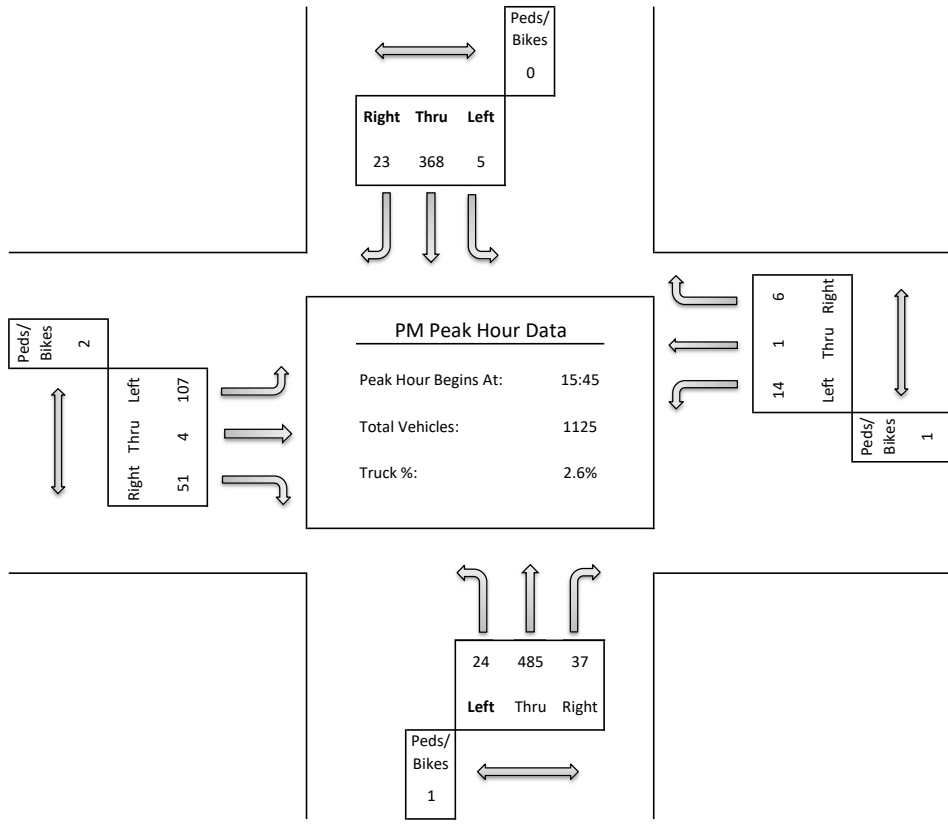 Peds/
Bikes
0
Right Thru Left
23 368 5
Peds/
Bikes
2
Left 107
Thru 4
Right 51
PM Peak Hour Data
Peak Hour Begins At: 15:45
Total Vehicles: 1125
Truck %: 2.6%
6 Right
1 Thru
14 Left
Peds/
Bikes
1
24 485 37
Left Thru Right
Peds/
Bikes
1